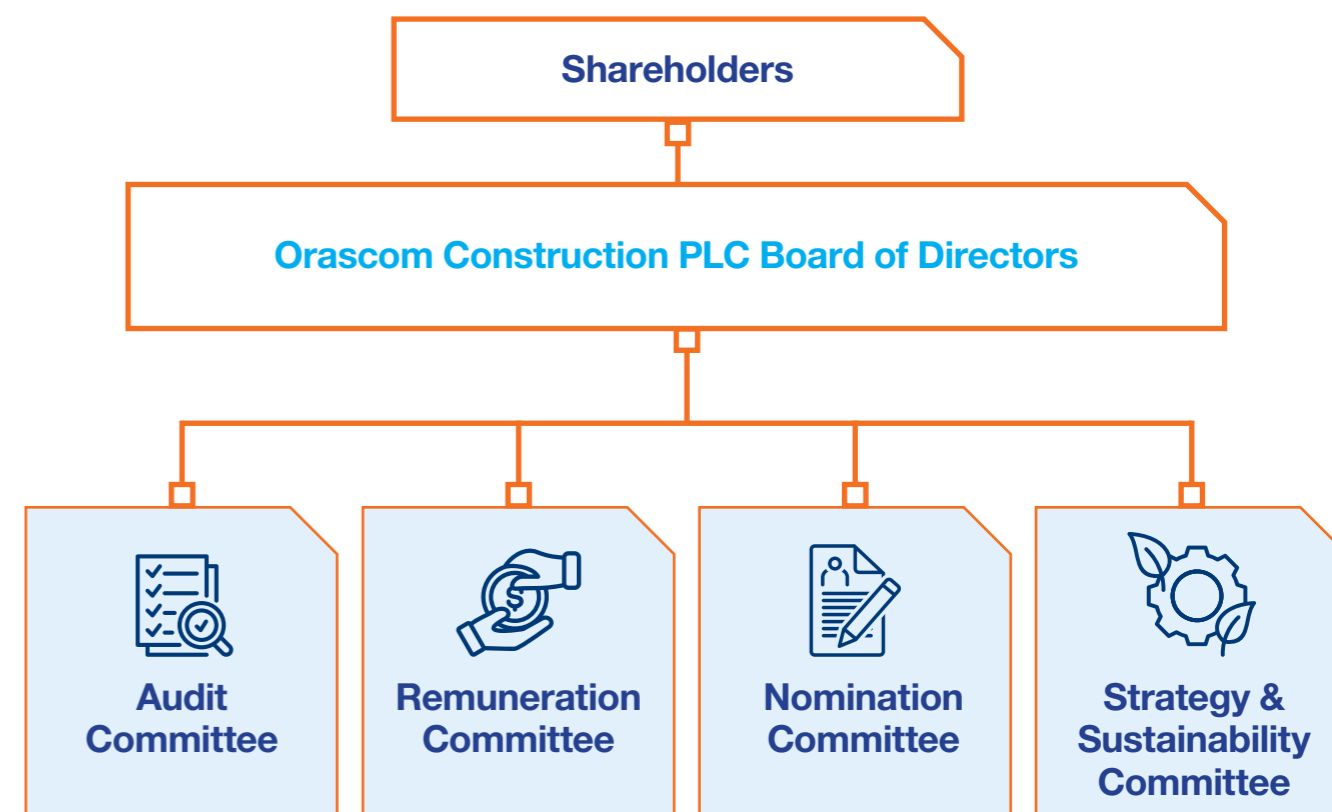 Shareholders
Orascom Construction PLC Board of Directors
Audit
Committee
Remuneration
Committee
Nomination
Committee
Strategy &
Sustainability
Committee